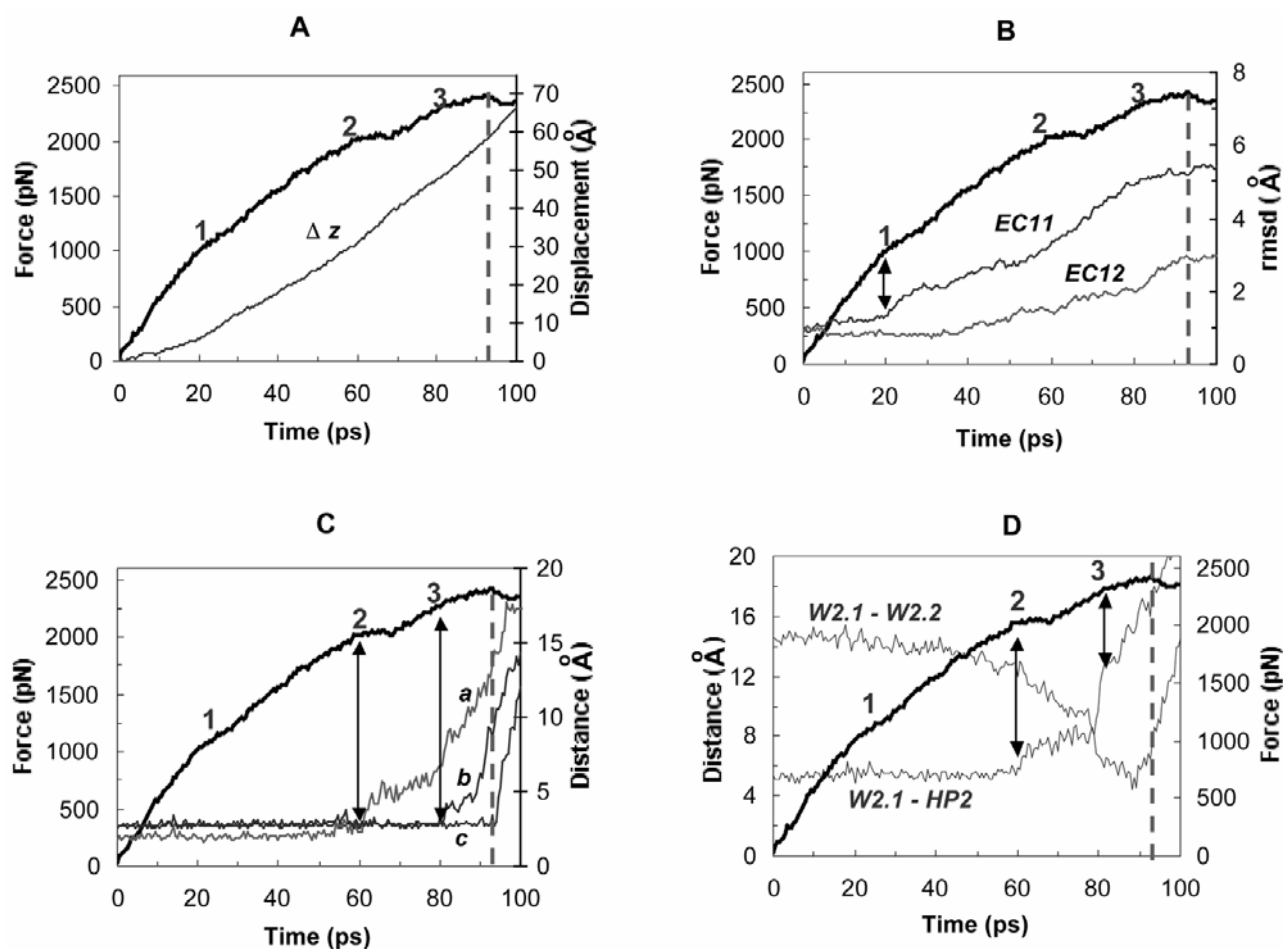 A
2500
2000
1500
1000
500
0
Force (pN)
70
60
50
40
30
20
10
0
Displacement (Å)
1
2
3
Δ z
0 20 40 60 80 100
Time (ps)
B
2500
2000
1500
1000
500
0
Force (pN)
8
6
4
2
0
rmsd (Å)
1
2
3
EC11
EC12
0 20 40 60 80 100
Time (ps)
C
2500
2000
1500
1000
500
0
Force (pN)
20
15
10
5
0
Distance (Å)
1
2
3
a
b
c
0 20 40 60 80 100
Time (ps)
D
20
16
12
8
4
0
Distance (Å)
2500
2000
1500
1000
500
0
Force (pN)
1
2
3
W2.1 - W2.2
W2.1 - HP2
0 20 40 60 80 100
Time (ps)